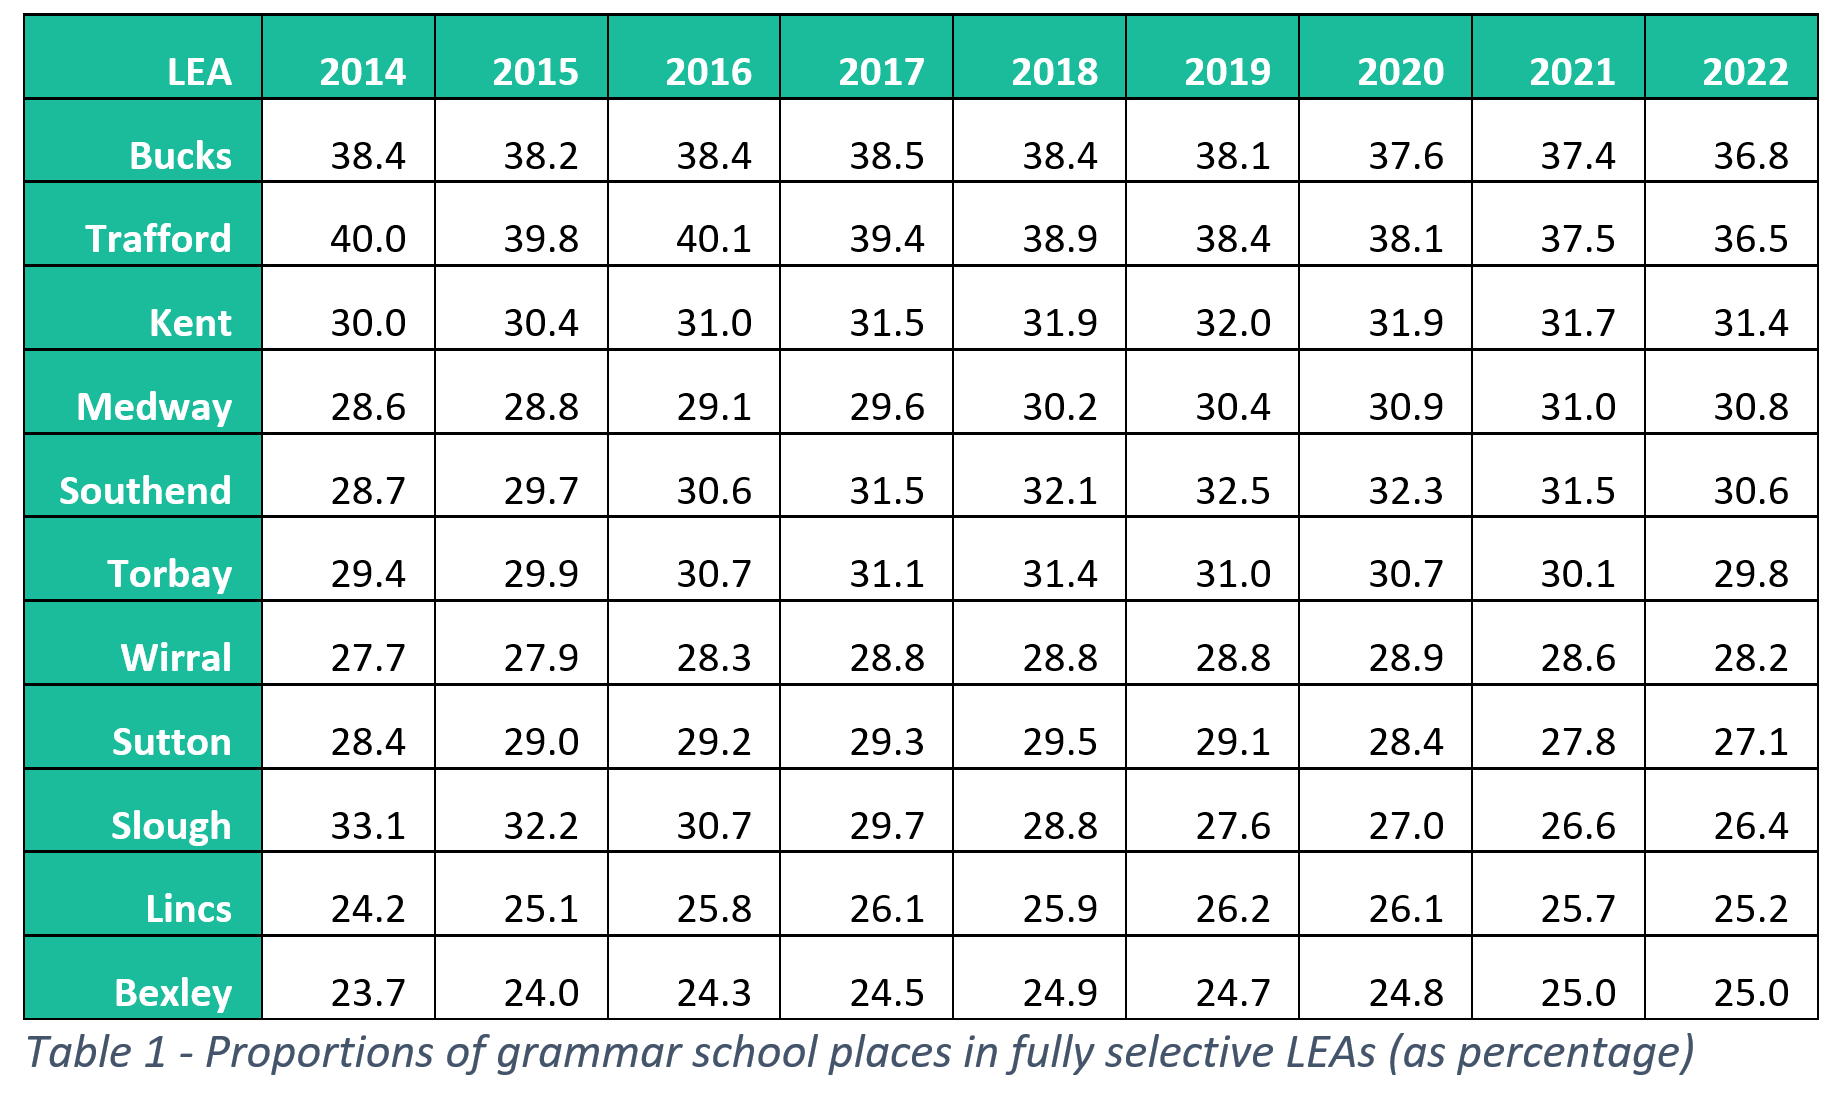 LEA 2014 2015 2016 2017 2018 2019 2020 2021 2022
Bucks 38.4 38.2 38.4 38.5 38.4 38.1 37.6 37.4 36.8
Trafford 40.0 39.8 40.1 39.4 38.9 38.4 38.1 37.5 36.5
Kent 30.0 30.4 31.0 31.5 31.9 32.0 31.9 31.7 31.4
Medway 28.6 28.8 29.1 29.6 30.2 30.4 30.9 31.0 30.8
Southend 28.7 29.7 30.6 31.5 32.1 32.5 32.3 31.5 30.6
Torbay 29.4 29.9 30.7 31.1 31.4 31.0 30.7 30.1 29.8
Wirral 27.7 27.9 28.3 28.8 28.8 28.8 28.9 28.6 28.2
Sutton 28.4 29.0 29.2 29.3 29.5 29.1 28.4 27.8 27.1
Slough 33.1 32.2 30.7 29.7 28.8 27.6 27.0 26.6 26.4
Lincs 24.2 25.1 25.8 26.1 25.9 26.2 26.1 25.7 25.2
Bexley 23.7 24.0 24.3 24.5 24.9 24.7 24.8 25.0 25.0
Table 1 - Proportions of grammar school places in fully selective LEAs (as percentage)